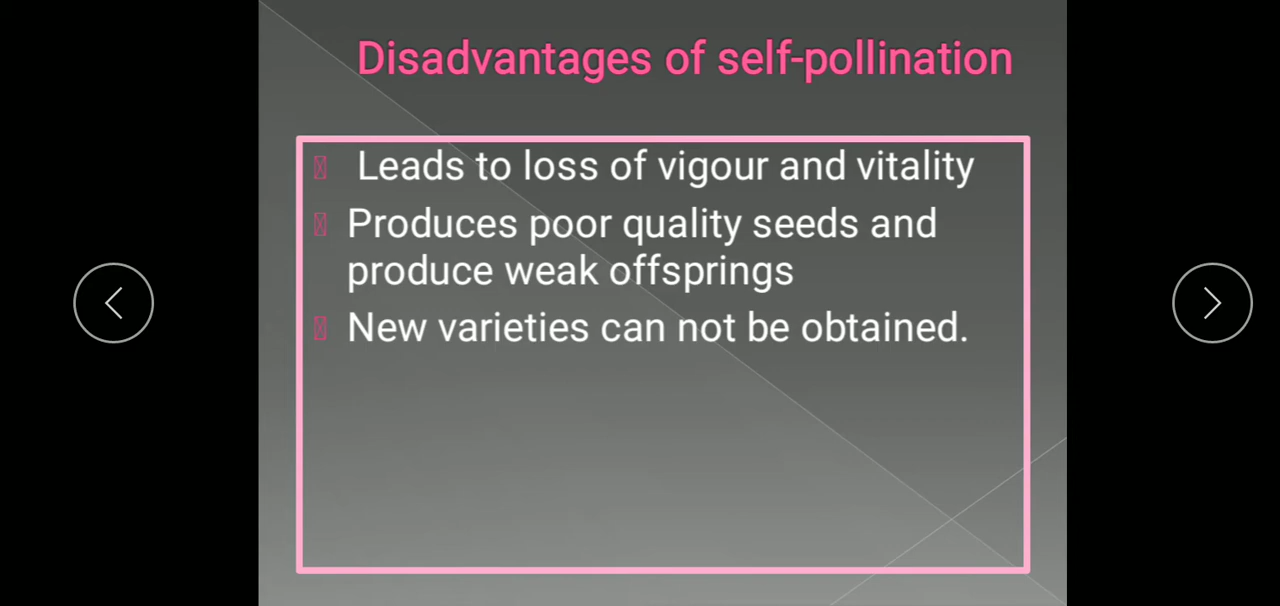 Disadvantages of self-pollination
Leads to loss of vigour and vitality
Produces poor quality seeds and
produce weak offsprings
New varieties can not be obtained.